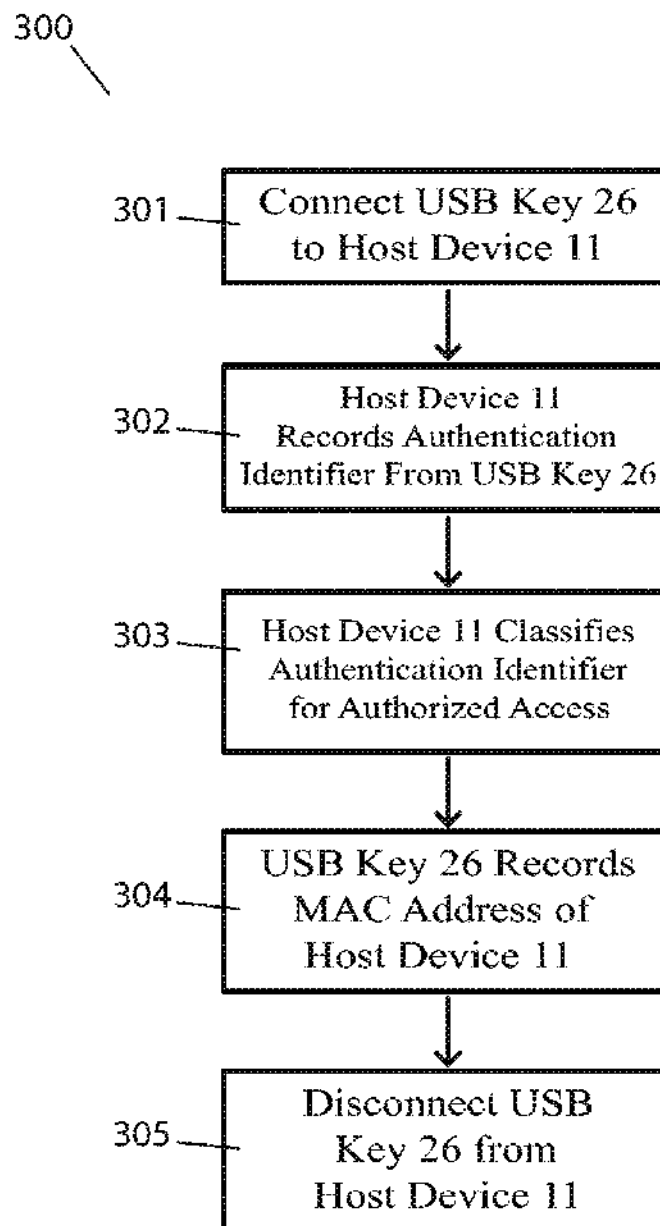 300
301
Connect USB Key 26
to Host Device 11
302
Host Device 11
Records Authentication
Identifier From USB Key 26
303
Host Device 11 Classifies
Authentication Identifier
for Authorized Access
304
USB Key 26 Records
MAC Address of
Host Device 11
305
Disconnect USB
Key 26 from
Host Device 11